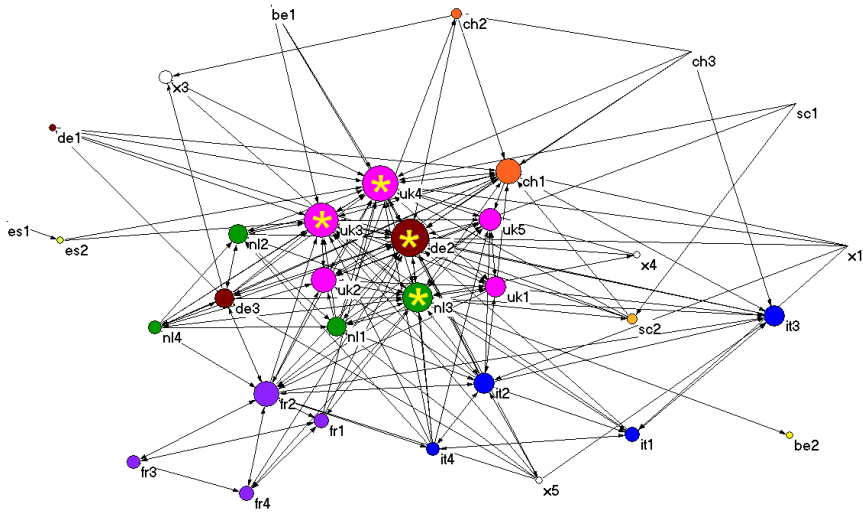 be1
ch2
ch3
x3
sc1
de1
ch1
*
uk4
*
uk3
uk5
es1
es2
nl2
*
de2
x1
x4
uk2
uk1
de3
*
nl3
nl4
nl1
sc2
it3
fr2
it2
fr1
it1
be2
it4
fr3
x5
fr4